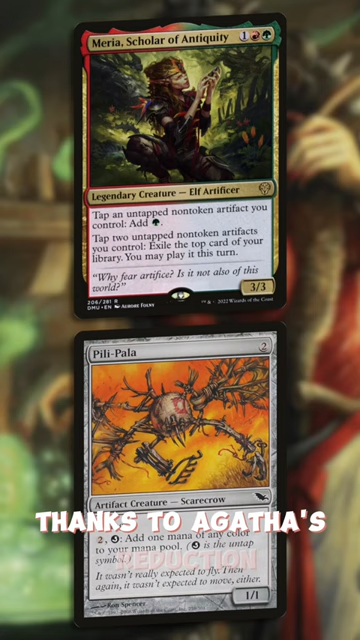 Meria, Scholar of Antiquity 1
Legendary Creature — Elf Artificer
Tap an untapped nontoken artifact you
control: Add .
Tap two untapped nontoken artifacts
you control: Exile the top card of your
library. You may play it this turn.
"Why fear artifice? Is it not also of this
world?"
3/3
206/281 R
DMU • EN Aurore Folny
™ & © 2022 Wizards of the Coast
Pili-Pala 2
Artifact Creature — Scarecrow
THANKS TO AGATHA'S
2, : Add one mana of any color
to your mana pool. ( is the untap
symbol.)
REDUCTION
It wasn't really expected to fly. Then
again, it wasn't expected to move, either.
Ron Spencer
1/1